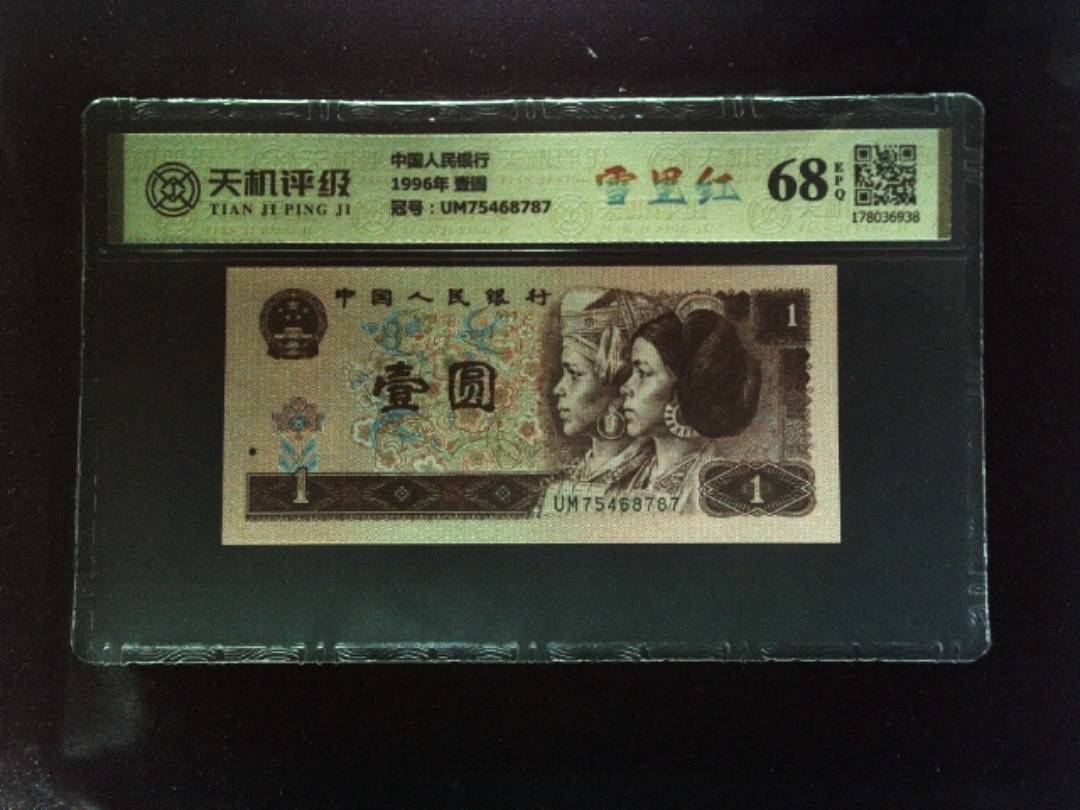 天机评级
TIAN JI PING JI
中国人民银行
1996年 壹圆
冠号：UM75468787
雪里红
68
EPQ
178036938
中国人民银行
1
壹圆
1
UM75468787
1